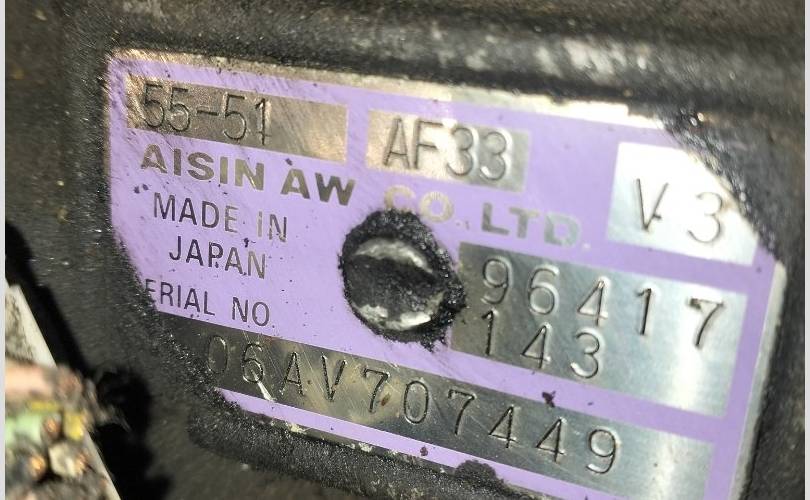 55-51 AF33 V3
AISIN AW CO., LTD.
MADE IN
JAPAN
96417
143
ERIAL NO.
06AV707449